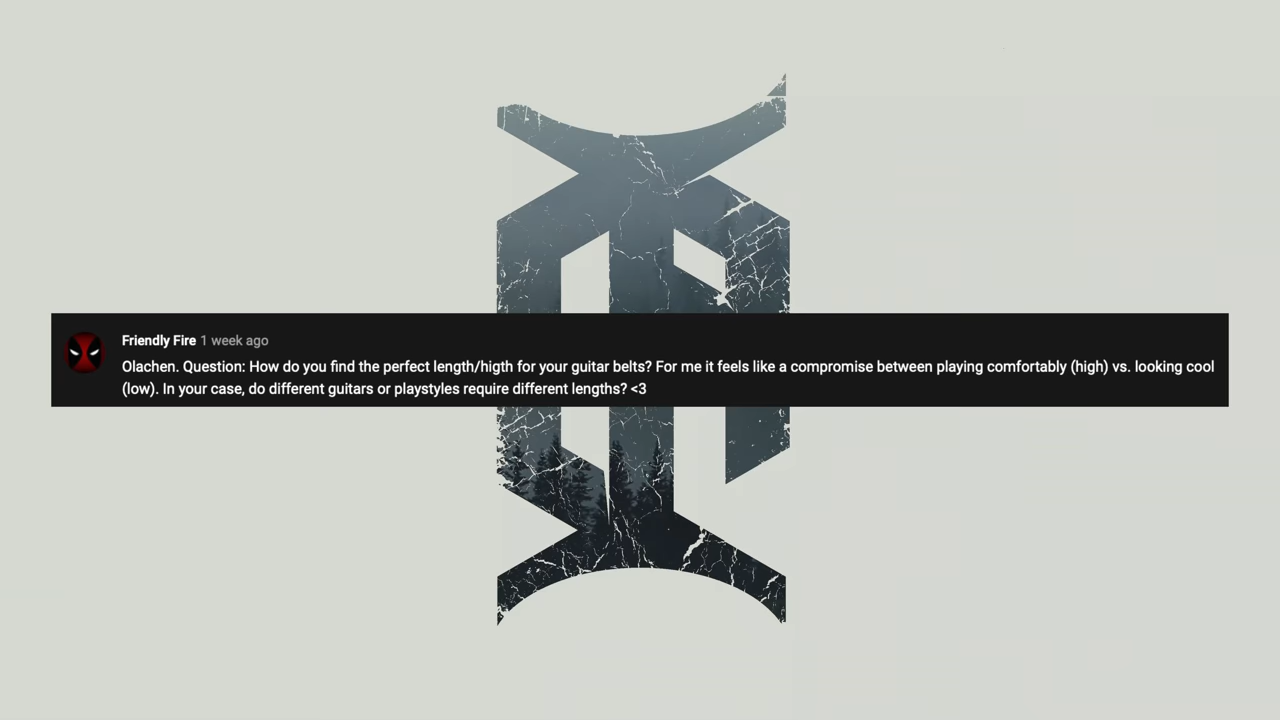 Friendly Fire 1 week ago
Olachen. Question: How do you find the perfect length/higth for your guitar belts? For me it feels like a compromise between playing comfortably (high) vs. looking cool
(low). In your case, do different guitars or playstyles require different lengths? <3